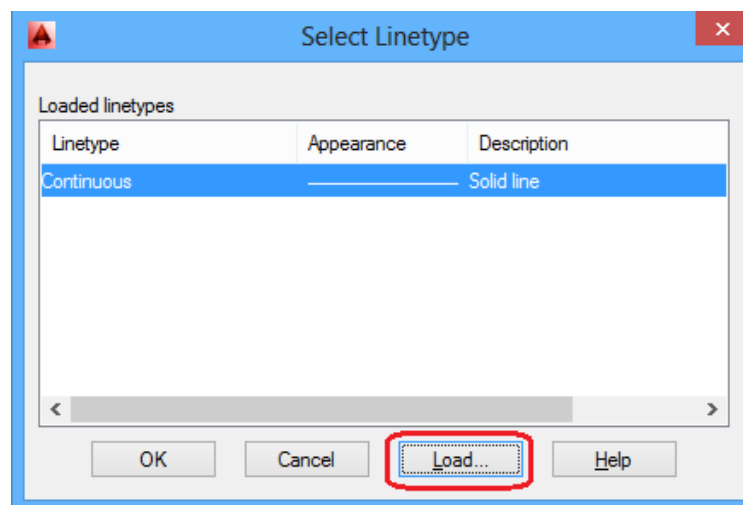 Select Linetype
Loaded linetypes
Linetype Appearance Description
Continuous Solid line
OK Cancel Load... Help